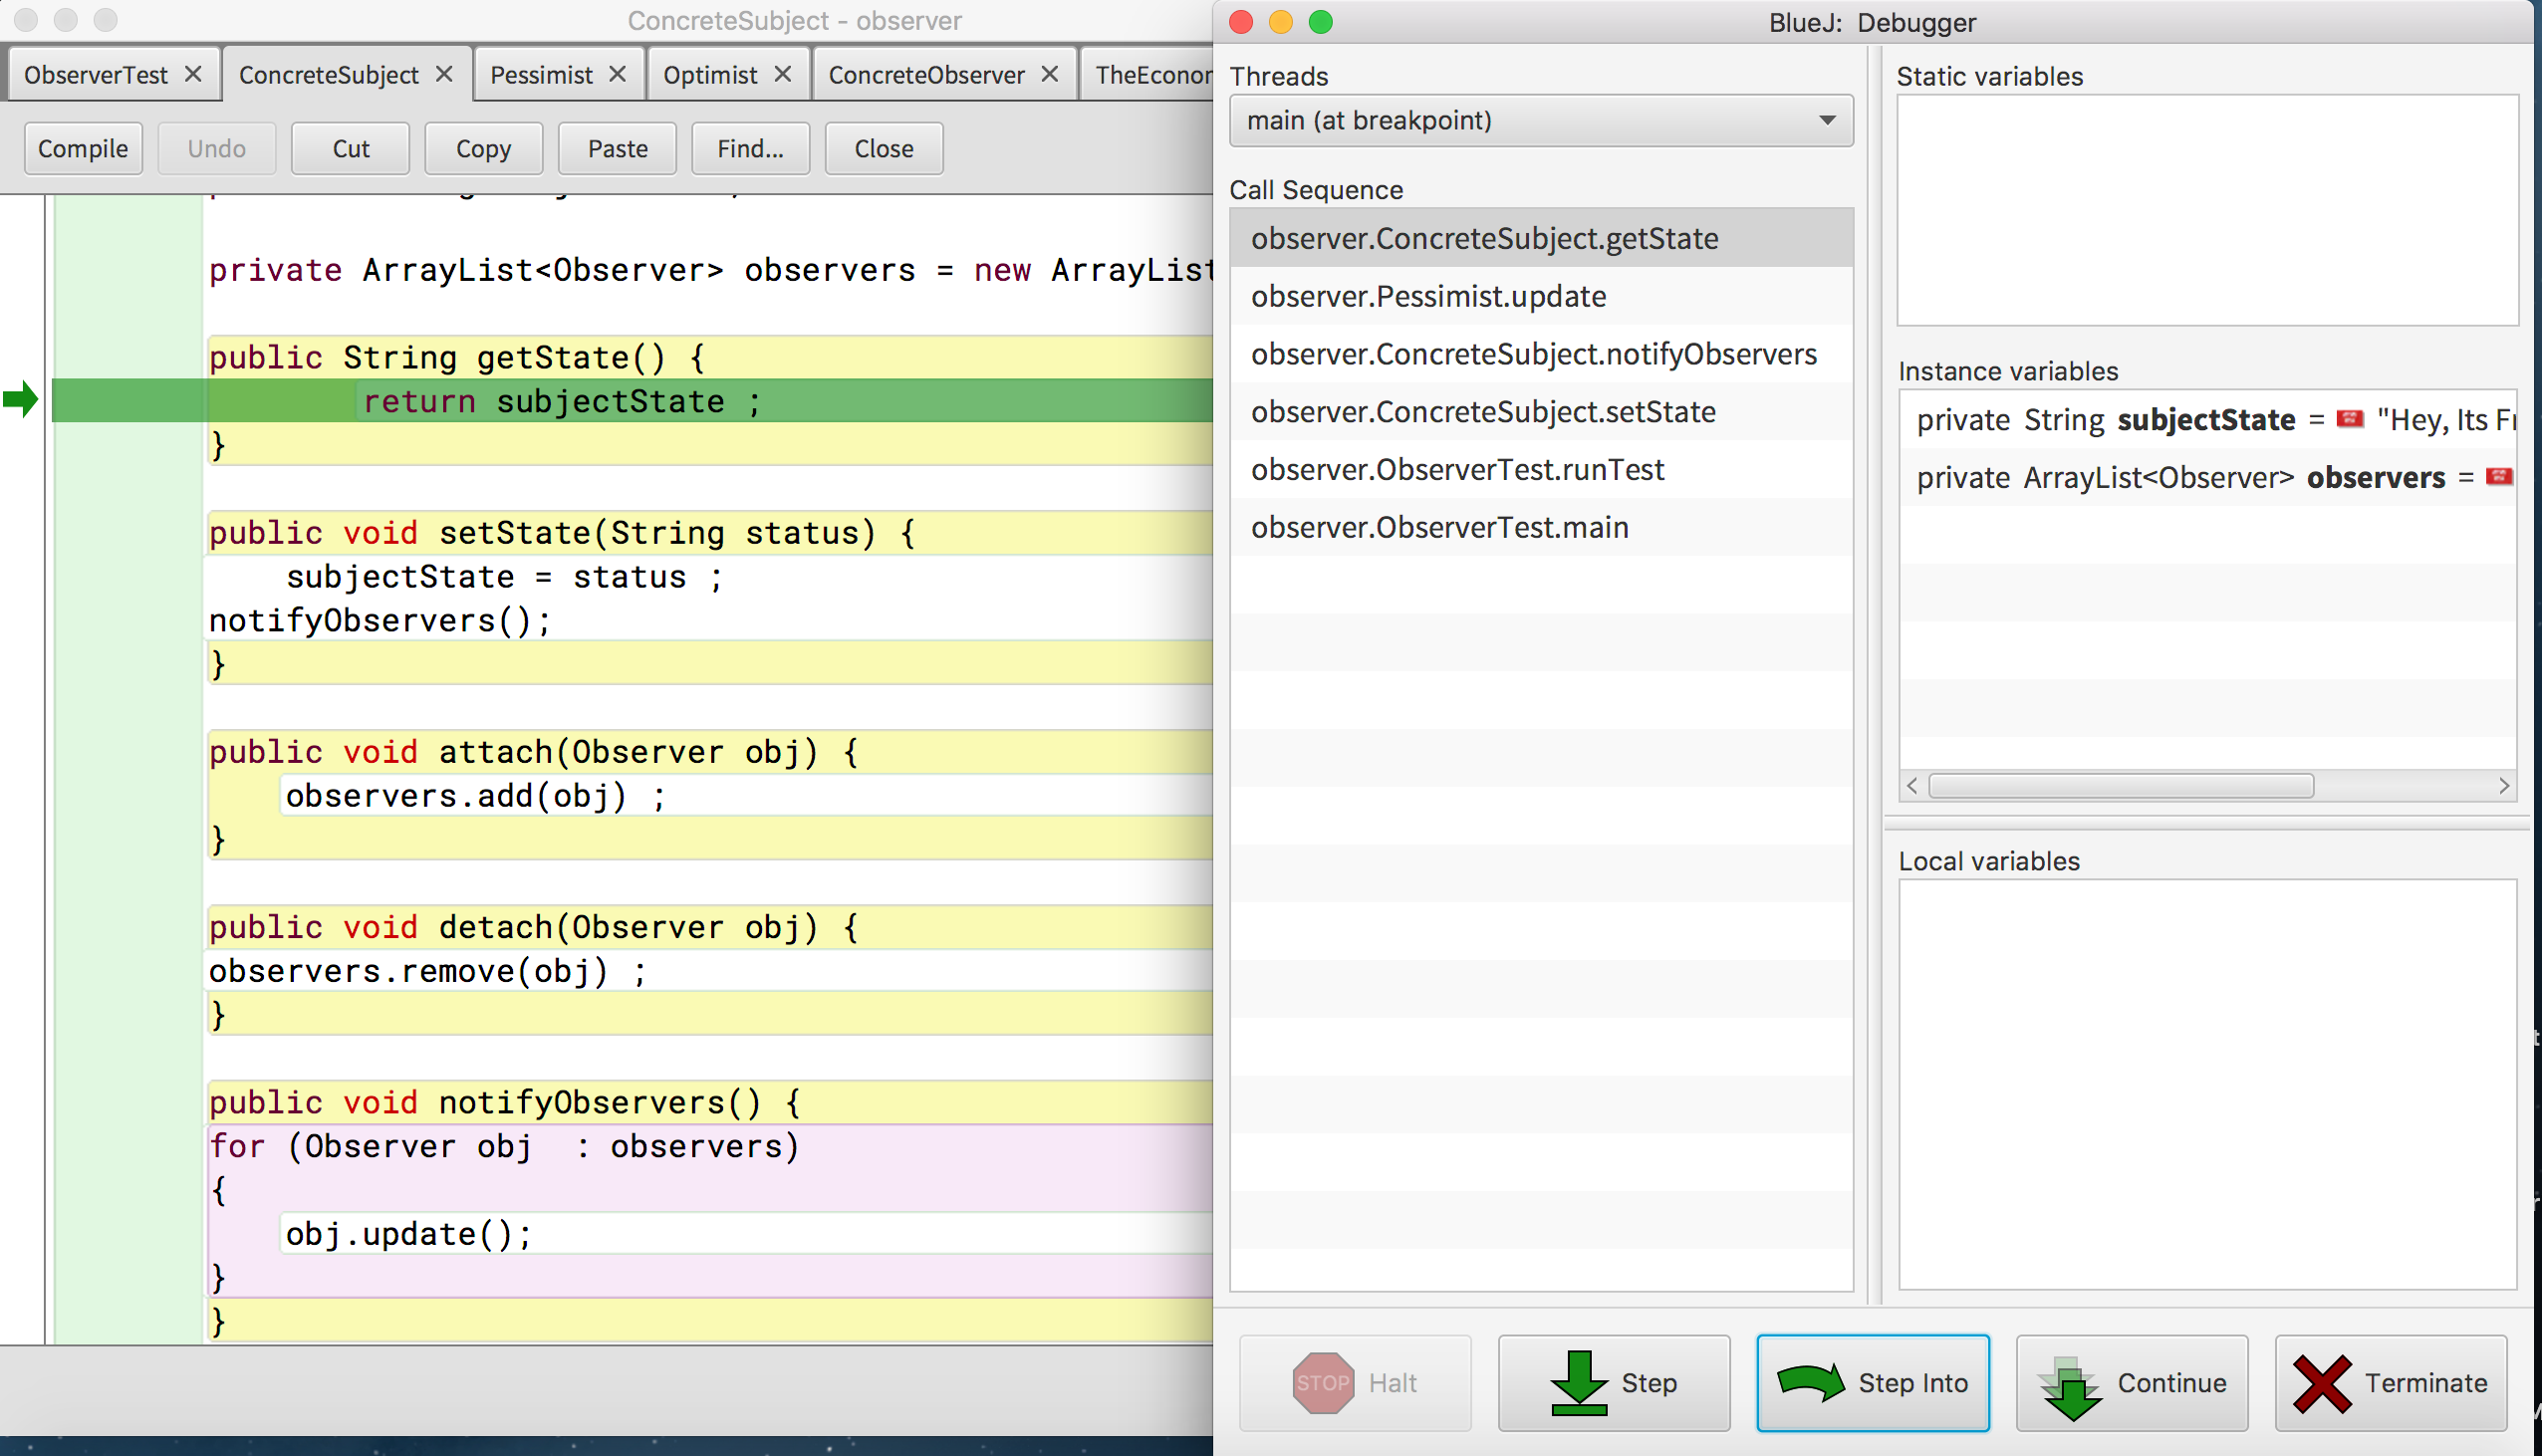 ConcreteSubject - observer
ObserverTest ConcreteSubject Pessimist Optimist ConcreteObserver TheEconor
Compile Undo Cut Copy Paste Find... Close
private ArrayList<Observer> observers = new ArrayList
public String getState() {
return subjectState ;
}
public void setState(String status) {
subjectState = status ;
notifyObservers();
}
public void attach(Observer obj) {
observers.add(obj) ;
}
public void detach(Observer obj) {
observers.remove(obj) ;
}
public void notifyObservers() {
for (Observer obj  : observers)
{
obj.update();
}
}
BlueJ: Debugger
Threads
main (at breakpoint)
Call Sequence
observer.ConcreteSubject.getState
observer.Pessimist.update
observer.ConcreteSubject.notifyObservers
observer.ConcreteSubject.setState
observer.ObserverTest.runTest
observer.ObserverTest.main
Static variables
Instance variables
private String subjectState = "Hey, Its Fr
private ArrayList<Observer> observers =
Local variables
STOP Halt Step Step Into Continue Terminate